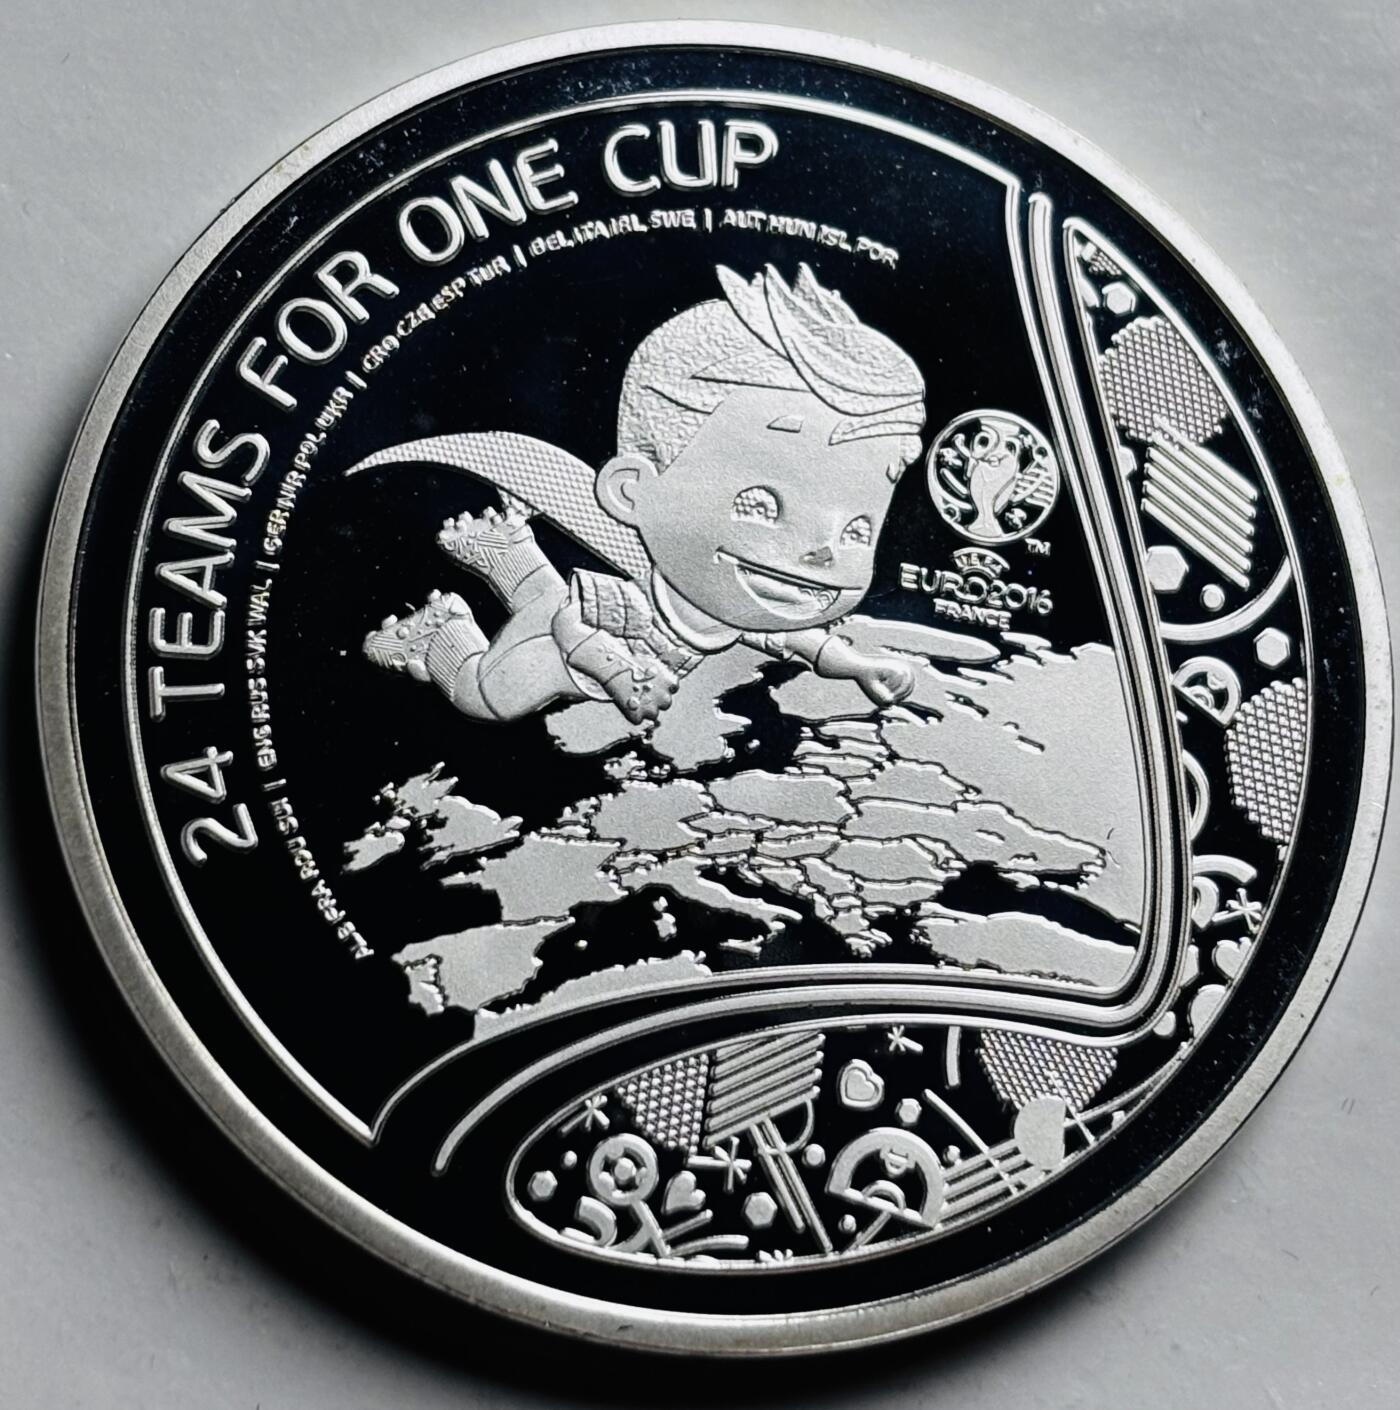 24 TEAMS FOR ONE CUP
ALB FRA ROU SUI | ENG RUS SVK WAL | GER NIR POL UKR | CRO CZE ESP TUR | BEL ITA IRL SWE | AUT HUN ISL POR
TM
UEFA
EURO2016
FRANCE